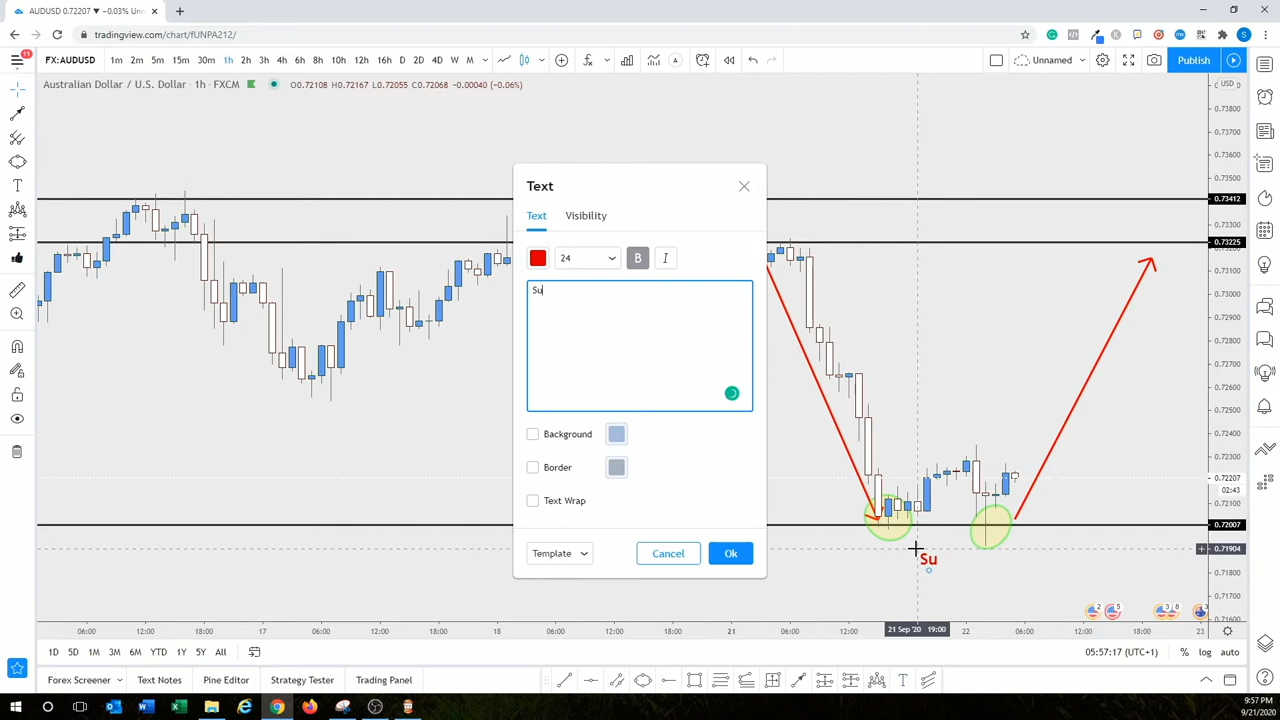 AUDUSD 0.72207 ▼ −0.03% Unn
tradingview.com/chart/fUNPA212/
11
FX:AUDUSD
1m 2m 5m 15m 30m 1h 2h 3h 4h 6h 8h 10h 12h 16h D 2D 4D W M
Unnamed
Publish
Australian Dollar / U.S. Dollar · 1h · FXCM
O0.72108 H0.72167 L0.72055 C0.72068 −0.00040 (−0.06%)
USD
0.73800
0.73700
0.73600
0.73500
0.73412
0.73300
0.73225
0.73100
0.73000
0.72900
0.72800
0.72700
0.72600
0.72500
0.72400
0.72300
0.72207
02:43
0.72100
0.72007
0.71904
0.71800
0.71700
0.71600
Text
Text
Visibility
24
B
I
Su
Background
Border
Text Wrap
Template
Cancel
Ok
Su
2
5
3
8
3
06:00 12:00 18:00 17 06:00 12:00 18:00 18 06:00 12:00 18:00 21 06:00 12:00 21 Sep '20 19:00 22 06:00 12:00 18:00 23
1D 5D 1M 3M 6M YTD 1Y 5Y All
05:57:17 (UTC+1)
%
log
auto
Forex Screener
Text Notes
Pine Editor
Strategy Tester
Trading Panel
9:57 PM
9/21/2020